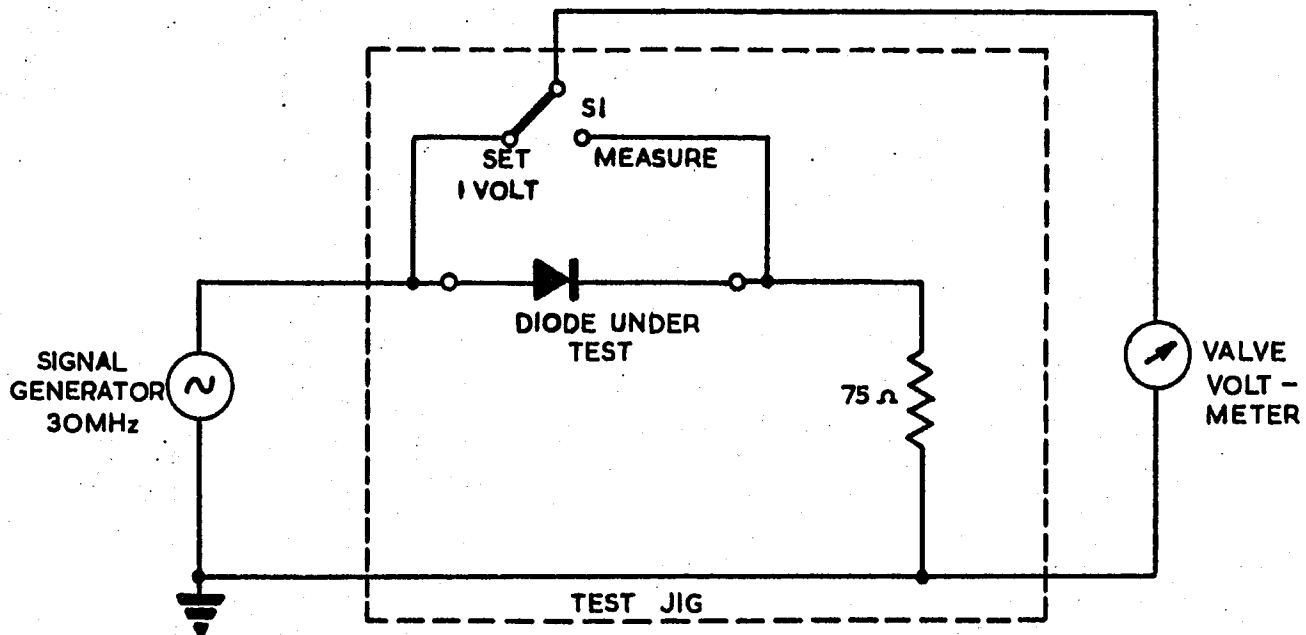 S1
SET
1 VOLT
MEASURE
DIODE UNDER
TEST
SIGNAL
GENERATOR
30MHz
75 Ω
VALVE
VOLT-
METER
TEST JIG